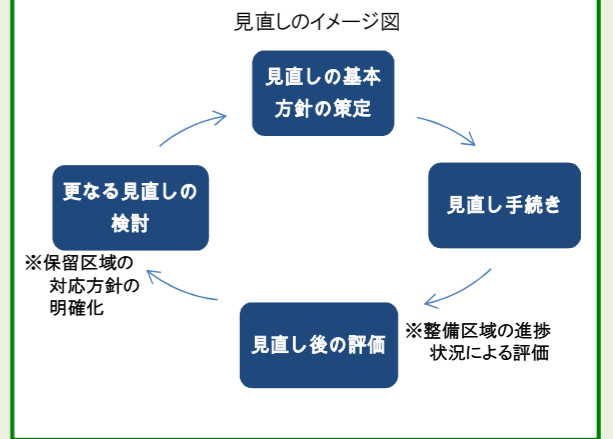 見直しのイメージ図
見直しの基本
方針の策定
見直し手続き
※整備区域の進捗
状況による評価
見直し後の評価
更なる見直しの
検討
※保留区域の
対応方針の
明確化